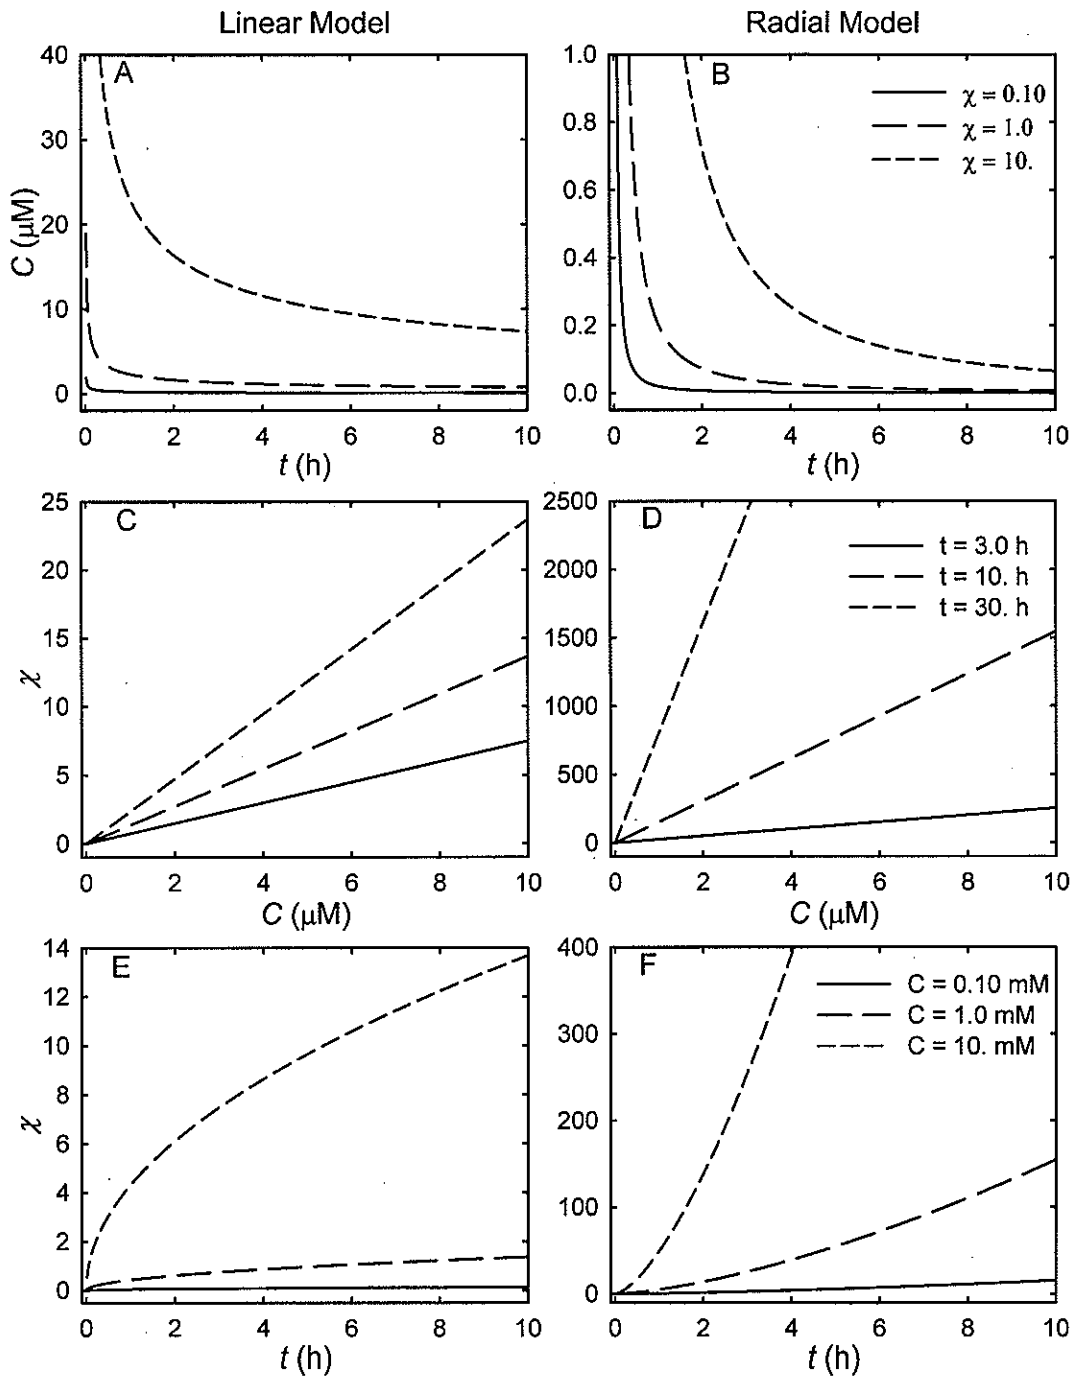 Linear Model
Radial Model
A
40
30
20
10
0
C (μM)
0 2 4 6 8 10
t (h)
B
1.0
0.8
0.6
0.4
0.2
0.0
χ = 0.10
χ = 1.0
χ = 10.
0 2 4 6 8 10
t (h)
C
25
20
15
10
5
0
χ
0 2 4 6 8 10
C (μM)
D
2500
2000
1500
1000
500
0
t = 3.0 h
t = 10. h
t = 30. h
0 2 4 6 8 10
C (μM)
E
14
12
10
8
6
4
2
0
χ
0 2 4 6 8 10
t (h)
F
400
300
200
100
0
C = 0.10 mM
C = 1.0 mM
C = 10. mM
0 2 4 6 8 10
t (h)